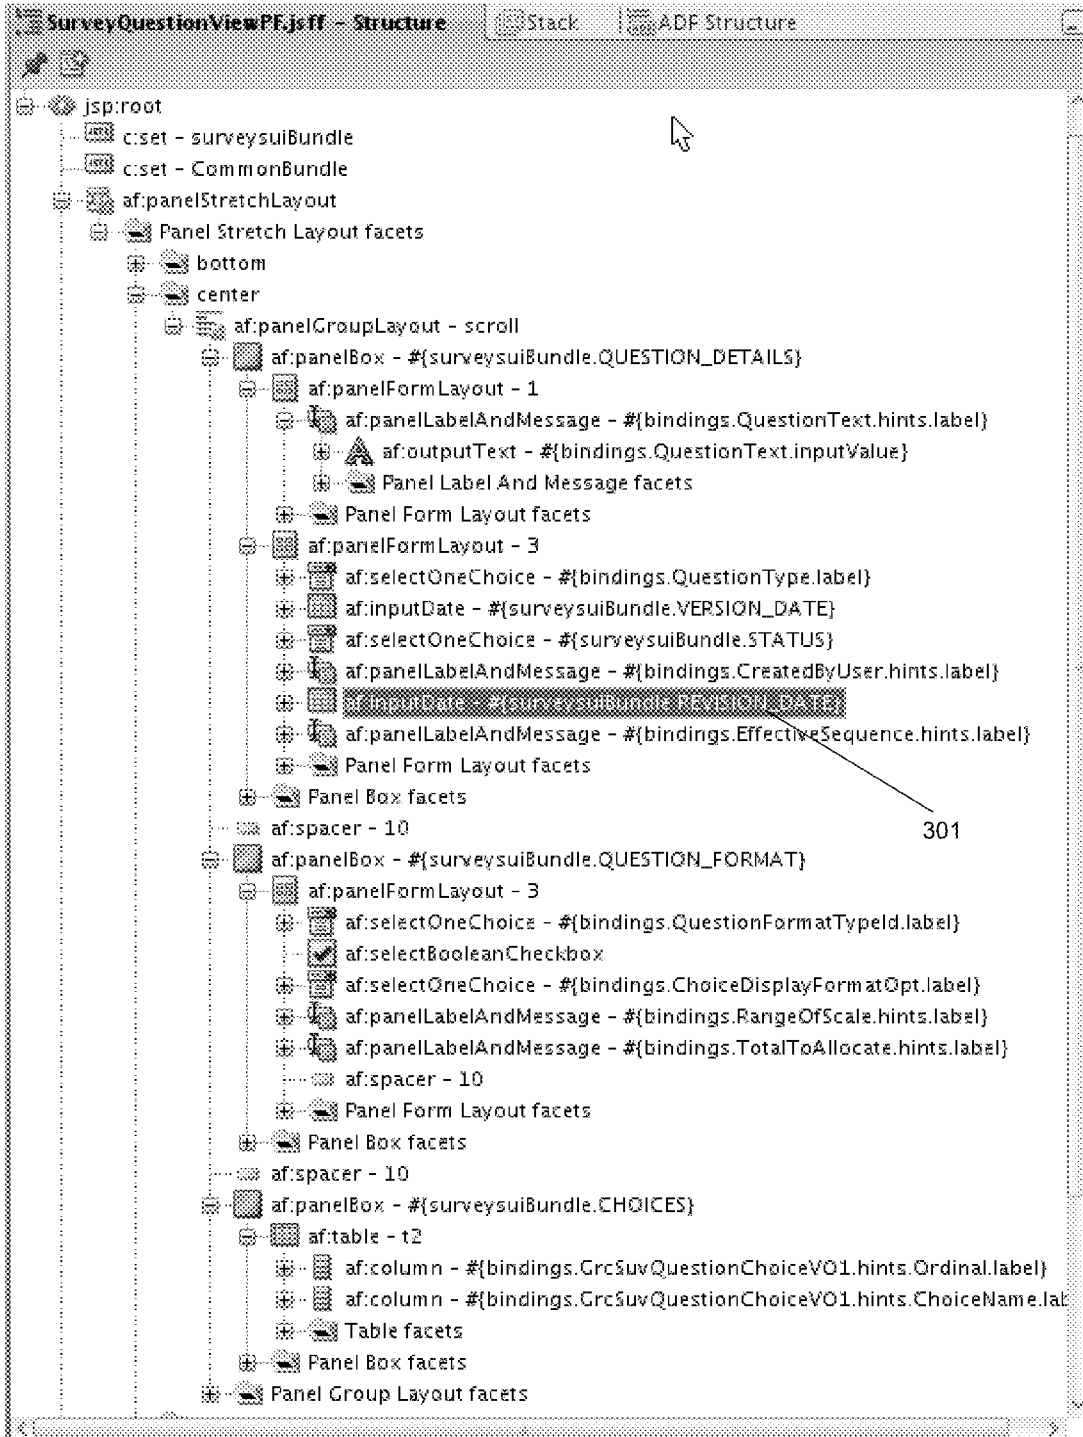 SurveyQuestionViewPF.jsff - Structure
Stack
ADF Structure
jsp:root
c:set - surveysuiBundle
c:set - CommonBundle
af:panelStretchLayout
Panel Stretch Layout facets
bottom
center
af:panelGroupLayout - scroll
af:panelBox - #{surveysuiBundle.QUESTION_DETAILS}
af:panelFormLayout - 1
af:panelLabelAndMessage - #{bindings.QuestionText.hints.label}
af:outputText - #{bindings.QuestionText.inputValue}
Panel Label And Message facets
Panel Form Layout facets
af:panelFormLayout - 3
af:selectOneChoice - #{bindings.QuestionType.label}
af:inputDate - #{surveysuiBundle.VERSION_DATE}
af:selectOneChoice - #{surveysuiBundle.STATUS}
af:panelLabelAndMessage - #{bindings.CreatedByUser.hints.label}
af:inputDate - #{surveysuiBundle.REVISION_DATE}
af:panelLabelAndMessage - #{bindings.EffectiveSequence.hints.label}
Panel Form Layout facets
Panel Box facets
af:spacer - 10
301
af:panelBox - #{surveysuiBundle.QUESTION_FORMAT}
af:panelFormLayout - 3
af:selectOneChoice - #{bindings.QuestionFormatTypeId.label}
af:selectBooleanCheckbox
af:selectOneChoice - #{bindings.ChoiceDisplayFormatOpt.label}
af:panelLabelAndMessage - #{bindings.RangeOfScale.hints.label}
af:panelLabelAndMessage - #{bindings.TotalToAllocate.hints.label}
af:spacer - 10
Panel Form Layout facets
Panel Box facets
af:spacer - 10
af:panelBox - #{surveysuiBundle.CHOICES}
af:table - t2
af:column - #{bindings.GrcSuvQuestionChoiceVO1.hints.Ordinal.label}
af:column - #{bindings.GrcSuvQuestionChoiceVO1.hints.ChoiceName.lab
Table facets
Panel Box facets
Panel Group Layout facets